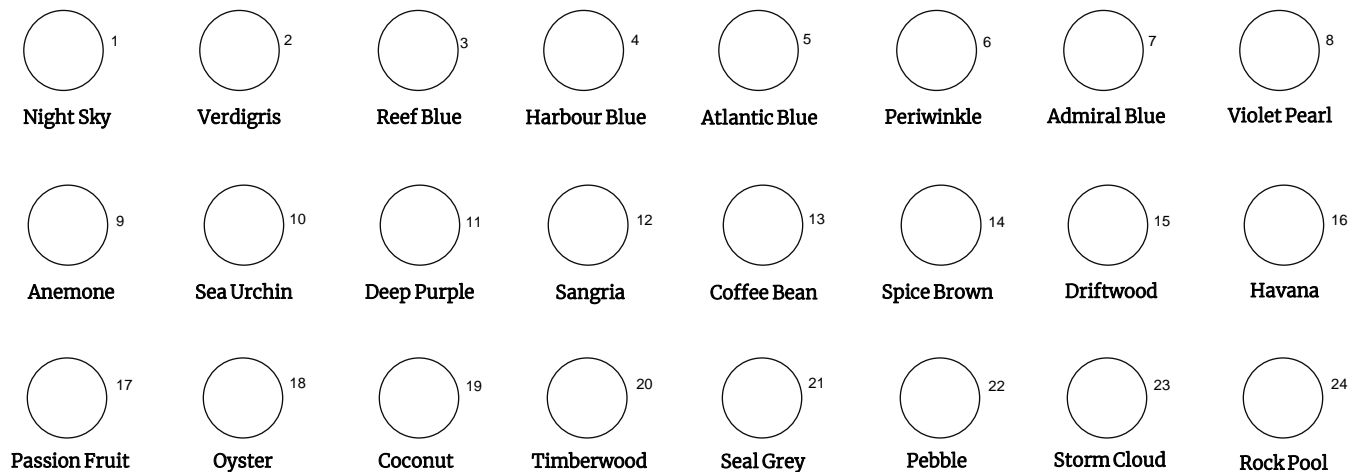 1 2 3 4 5 6 7 8
Night Sky Verdigris Reef Blue Harbour Blue Atlantic Blue Periwinkle Admiral Blue Violet Pearl
9 10 11 12 13 14 15 16
Anemone Sea Urchin Deep Purple Sangria Coffee Bean Spice Brown Driftwood Havana
17 18 19 20 21 22 23 24
Passion Fruit Oyster Coconut Timberwood Seal Grey Pebble Storm Cloud Rock Pool